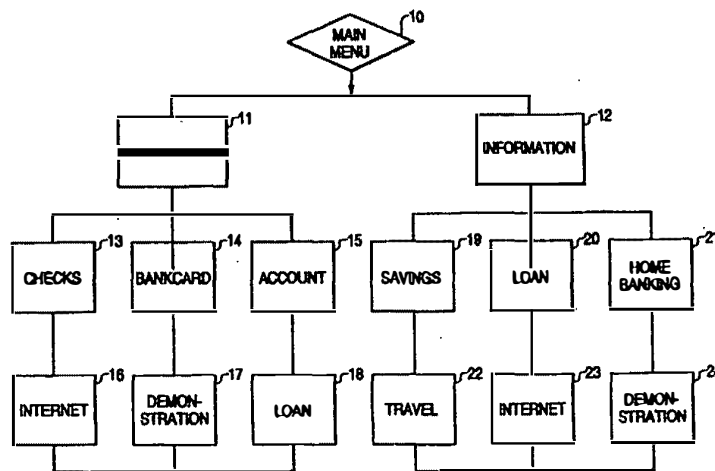 10
MAIN
MENU
11
12
INFORMATION
13
14
15
19
20
CHECKS
BANKCARD
ACCOUNT
SAVINGS
LOAN
HOME
BANKING
16
17
18
22
23
INTERNET
DEMON-
STRATION
LOAN
TRAVEL
INTERNET
DEMON-
STRATION